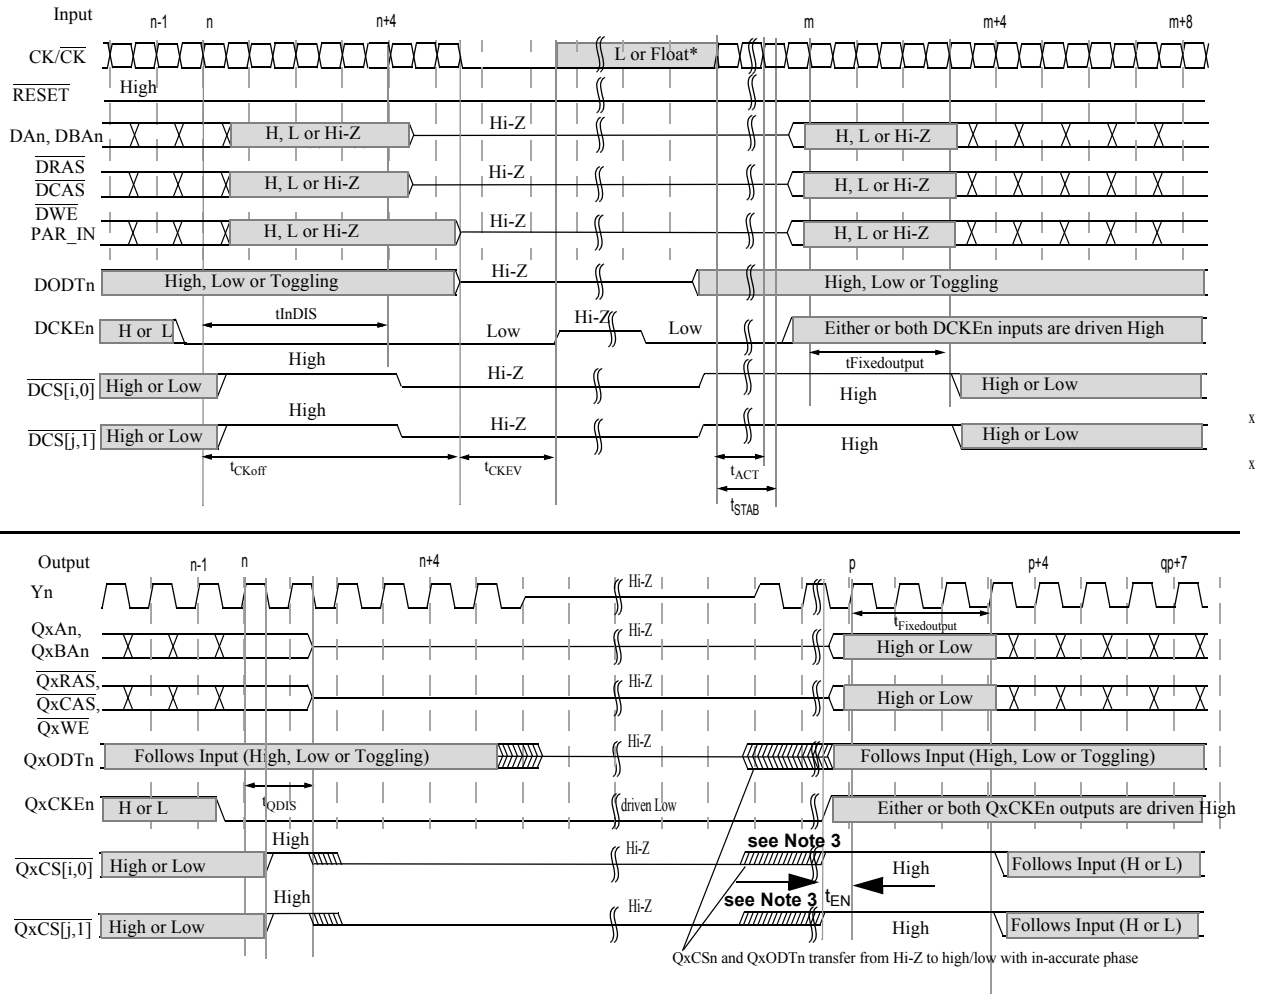 Input
n-1 n n+4 m m+4 m+8
CK/CK L or Float*
RESET High
DAn, DBAn H, L or Hi-Z Hi-Z H, L or Hi-Z
DRAS
DCAS H, L or Hi-Z Hi-Z H, L or Hi-Z
DWE
PAR_IN H, L or Hi-Z Hi-Z H, L or Hi-Z
DODTn High, Low or Toggling Hi-Z High, Low or Toggling
tInDIS
DCKEn H or L Low Hi-Z Low Either or both DCKEn inputs are driven High
tFixedoutput
DCS[i,0] High or Low High Hi-Z High High or Low
DCS[j,1] High or Low High Hi-Z High High or Low
x
x
tCKoff tCKEV tACT
tSTAB
Output
n-1 n n+4 p p+4 qp+7
Yn Hi-Z
tFixedoutput
QxAn,
QxBAn Hi-Z High or Low
QxRAS,
QxCAS, Hi-Z High or Low
QxWE
QxODTn Follows Input (High, Low or Toggling) Hi-Z Follows Input (High, Low or Toggling)
tQDIS
QxCKEn H or L driven Low Either or both QxCKEn outputs are driven High
see Note 3
QxCS[i,0] High or Low High Hi-Z High Follows Input (H or L)
see Note 3 tEN
QxCS[j,1] High or Low High Hi-Z High Follows Input (H or L)
QxCSn and QxODTn transfer from Hi-Z to high/low with in-accurate phase